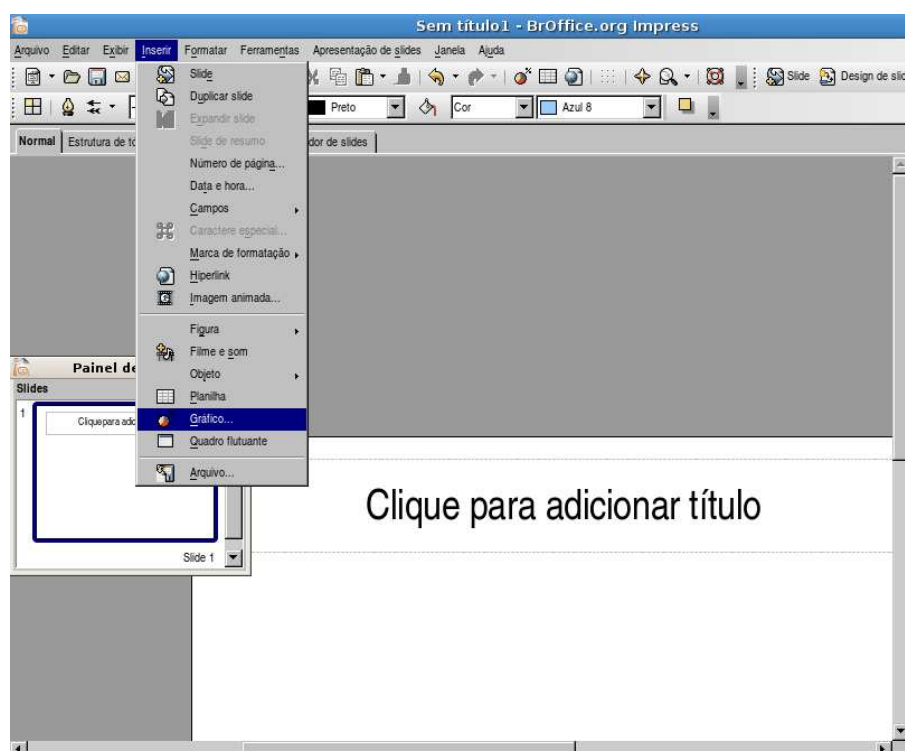 Sem título1 - BrOffice.org Impress
Arquivo Editar Exibir Inserir Formatar Ferramentas Apresentação de slides Janela Ajuda
Slide Design de
Preto Cor Azul 8
Normal Estrutura de dor de slides
Slide
Duplicar slide
Expandir slide
Slide de resumo
Número de página...
Data e hora...
Campos
Caractere especial...
Marca de formatação
Hiperlink
Imagem animada...
Figura
Filme e som
Objeto
Planilha
Gráfico...
Quadro flutuante
Arquivo...
Painel de
Slides
1
Clique para adic
Slide 1
Clique para adicionar título